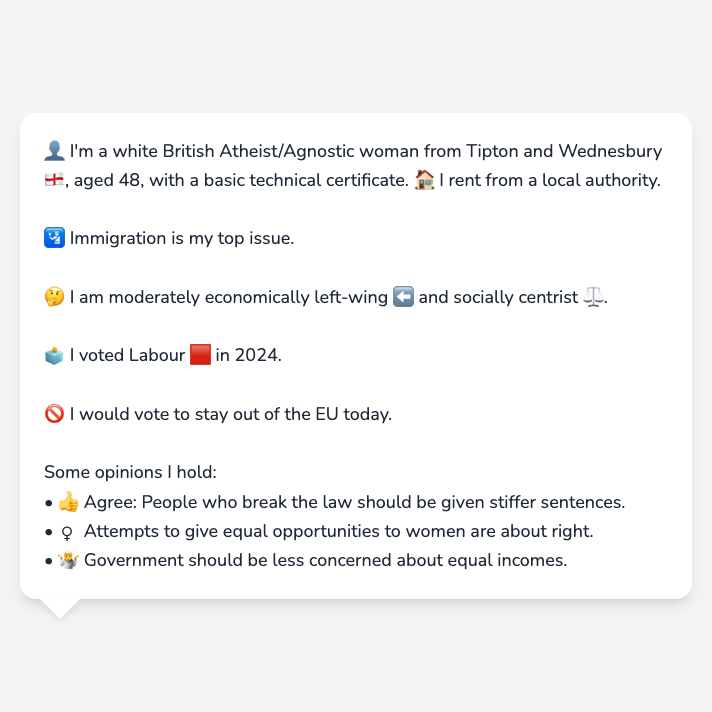 👤 I'm a white British Atheist/Agnostic woman from Tipton and Wednesbury
🏴󠁧󠁢󠁥󠁮󠁧󠁿, aged 48, with a basic technical certificate. 🏠 I rent from a local authority.
🛂 Immigration is my top issue.
🤔 I am moderately economically left-wing ⬅️ and socially centrist ⚖️.
🗳️ I voted Labour 🟥 in 2024.
🚫 I would vote to stay out of the EU today.
Some opinions I hold:
• 👍 Agree: People who break the law should be given stiffer sentences.
• ♀ Attempts to give equal opportunities to women are about right.
• 🤷 Government should be less concerned about equal incomes.